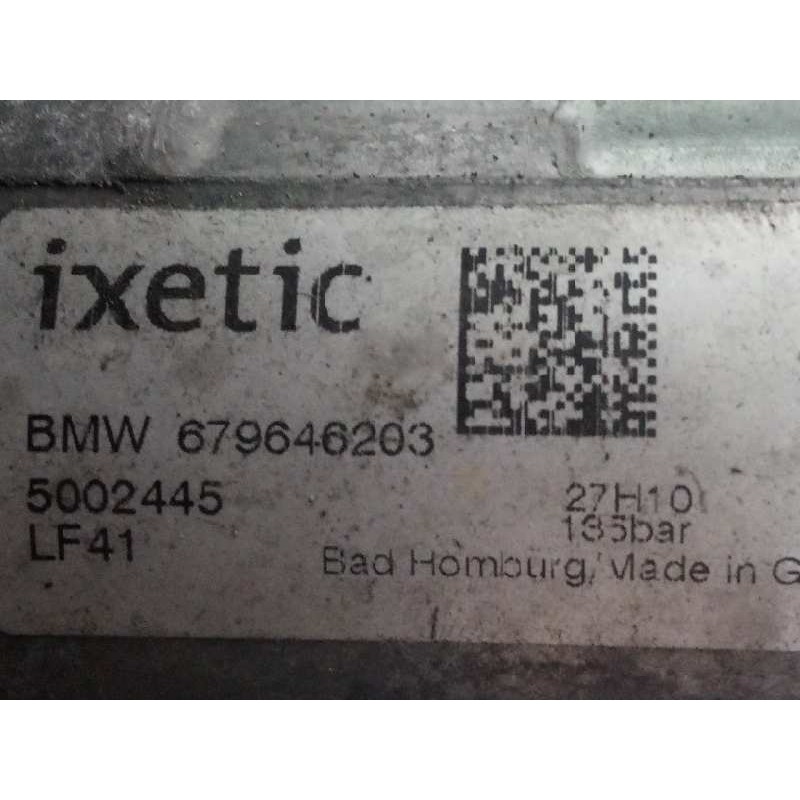 ixetic
BMW 679646203
5002445
27H10
LF41
135bar
Bad Homburg, Made in G